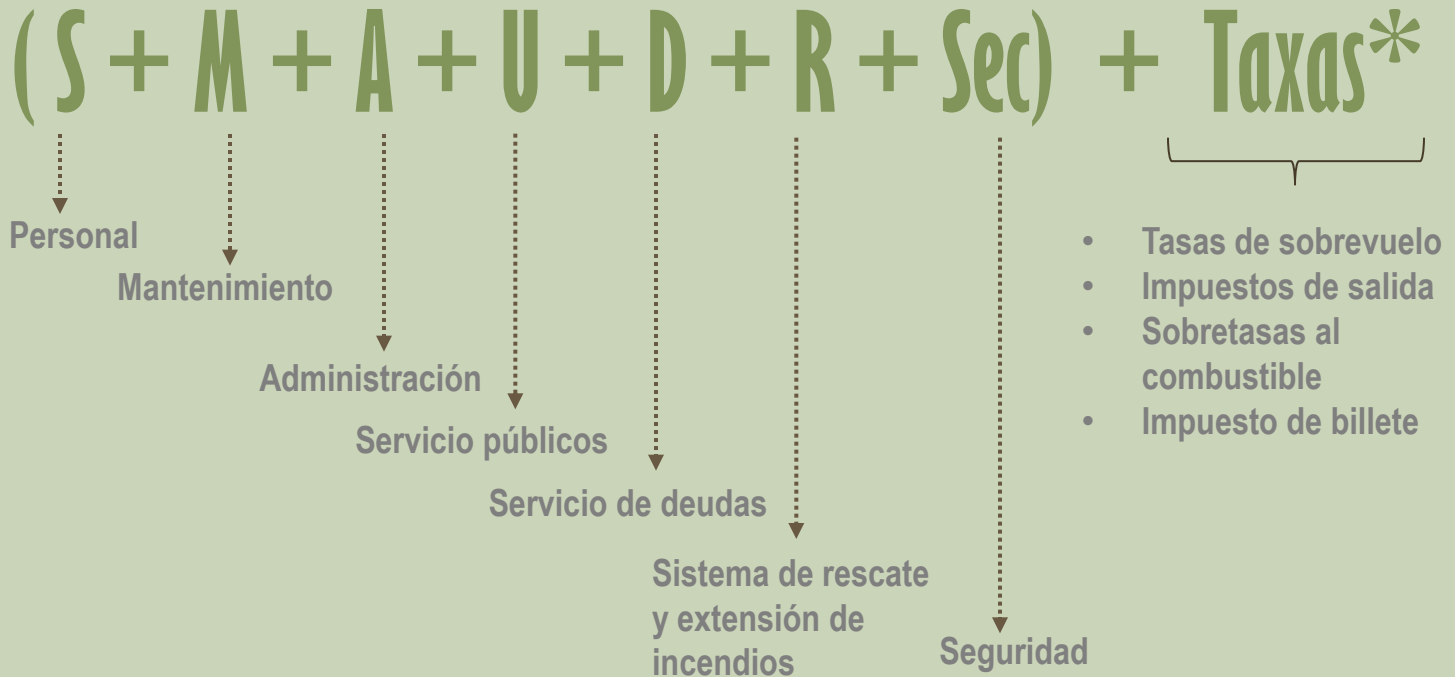 ( S + M + A + U + D + R + Sec) + Taxas*
Personal
Mantenimiento
Administración
Servicio públicos
Servicio de deudas
Sistema de rescate
y extensión de
incendios
Seguridad
• Tasas de sobrevuelo
• Impuestos de salida
• Sobretasas al
combustible
• Impuesto de billete